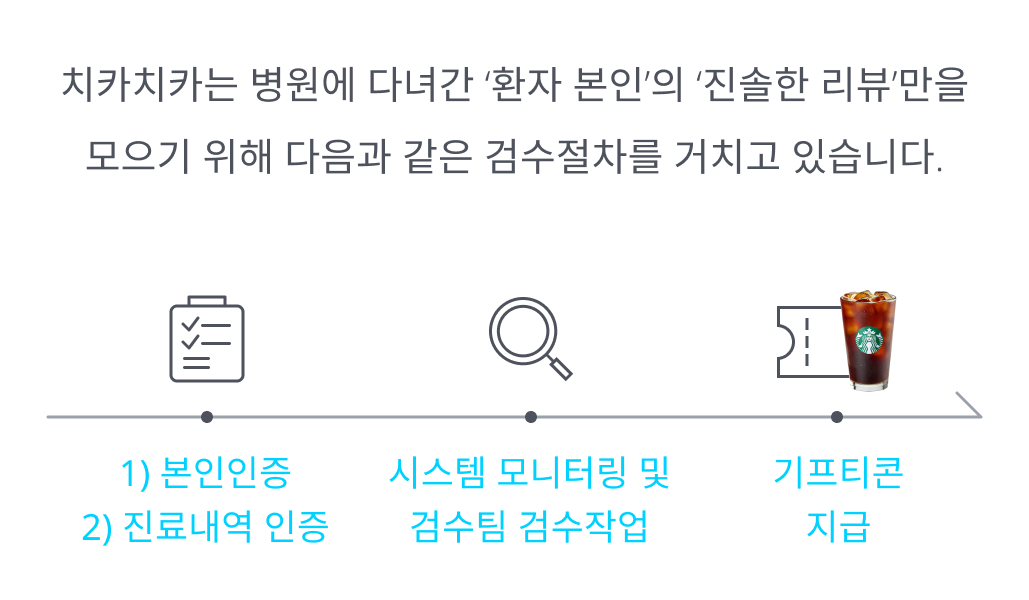 치카치카는 병원에 다녀간 ‘환자 본인’의 ‘진솔한 리뷰’만을
모으기 위해 다음과 같은 검수절차를 거치고 있습니다.
1) 본인인증
2) 진료내역 인증
시스템 모니터링 및
검수팀 검수작업
기프티콘
지급